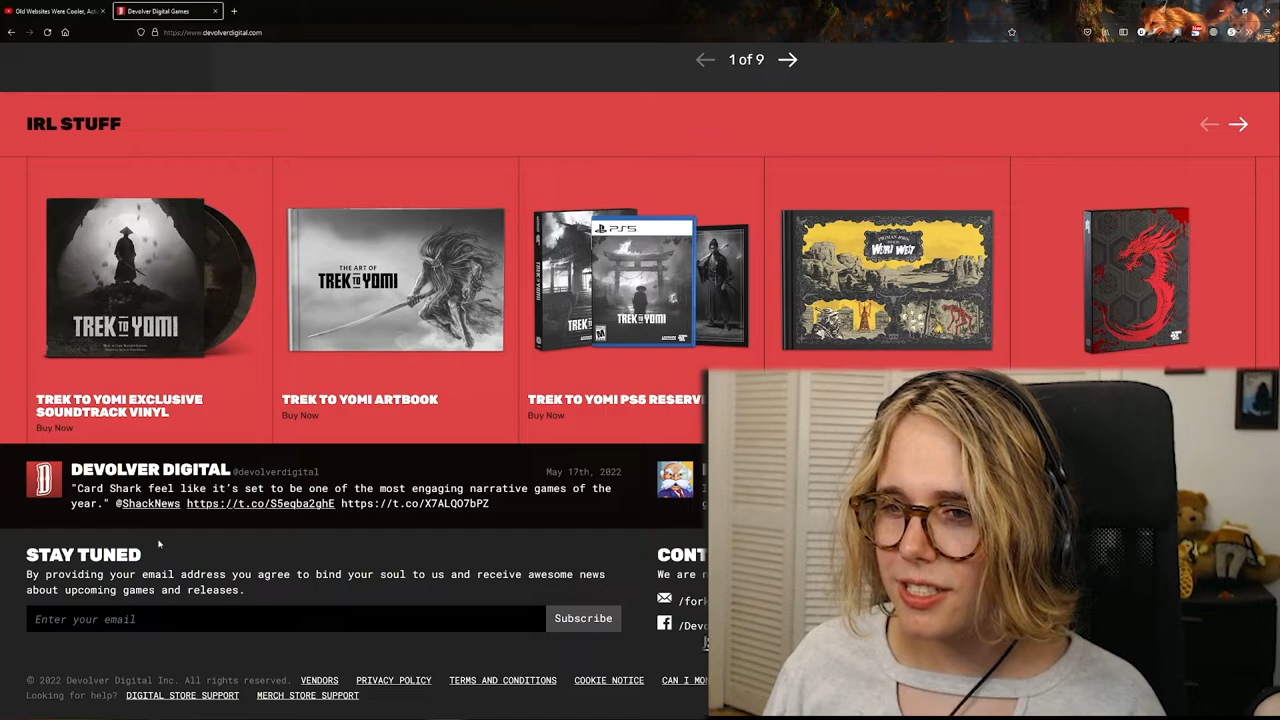 Old Websites Were Cooler, Act
Devolver Digital Games
https://www.devolverdigital.com
1 of 9
IRL STUFF
TREK TO YOMI
THE ART OF
TREK TO YOMI
PS5
TREK TO YOMI
WEIRD WEST
3
TREK TO YOMI EXCLUSIVE
SOUNDTRACK VINYL
Buy Now
TREK TO YOMI ARTBOOK
Buy Now
TREK TO YOMI PS5 RESERV
Buy Now
DEVOLVER DIGITAL @devolverdigital May 17th, 2022
"Card Shark feel like it's set to be one of the most engaging narrative games of the
year." @ShackNews https://t.co/S5eqba2ghE https://t.co/X7ALQO7bPZ
STAY TUNED
By providing your email address you agree to bind your soul to us and receive awesome news
about upcoming games and releases.
Enter your email
Subscribe
CONT
We are n
/fork
/Devo
© 2022 Devolver Digital Inc. All rights reserved. VENDORS PRIVACY POLICY TERMS AND CONDITIONS COOKIE NOTICE CAN I MO
Looking for help? DIGITAL STORE SUPPORT MERCH STORE SUPPORT